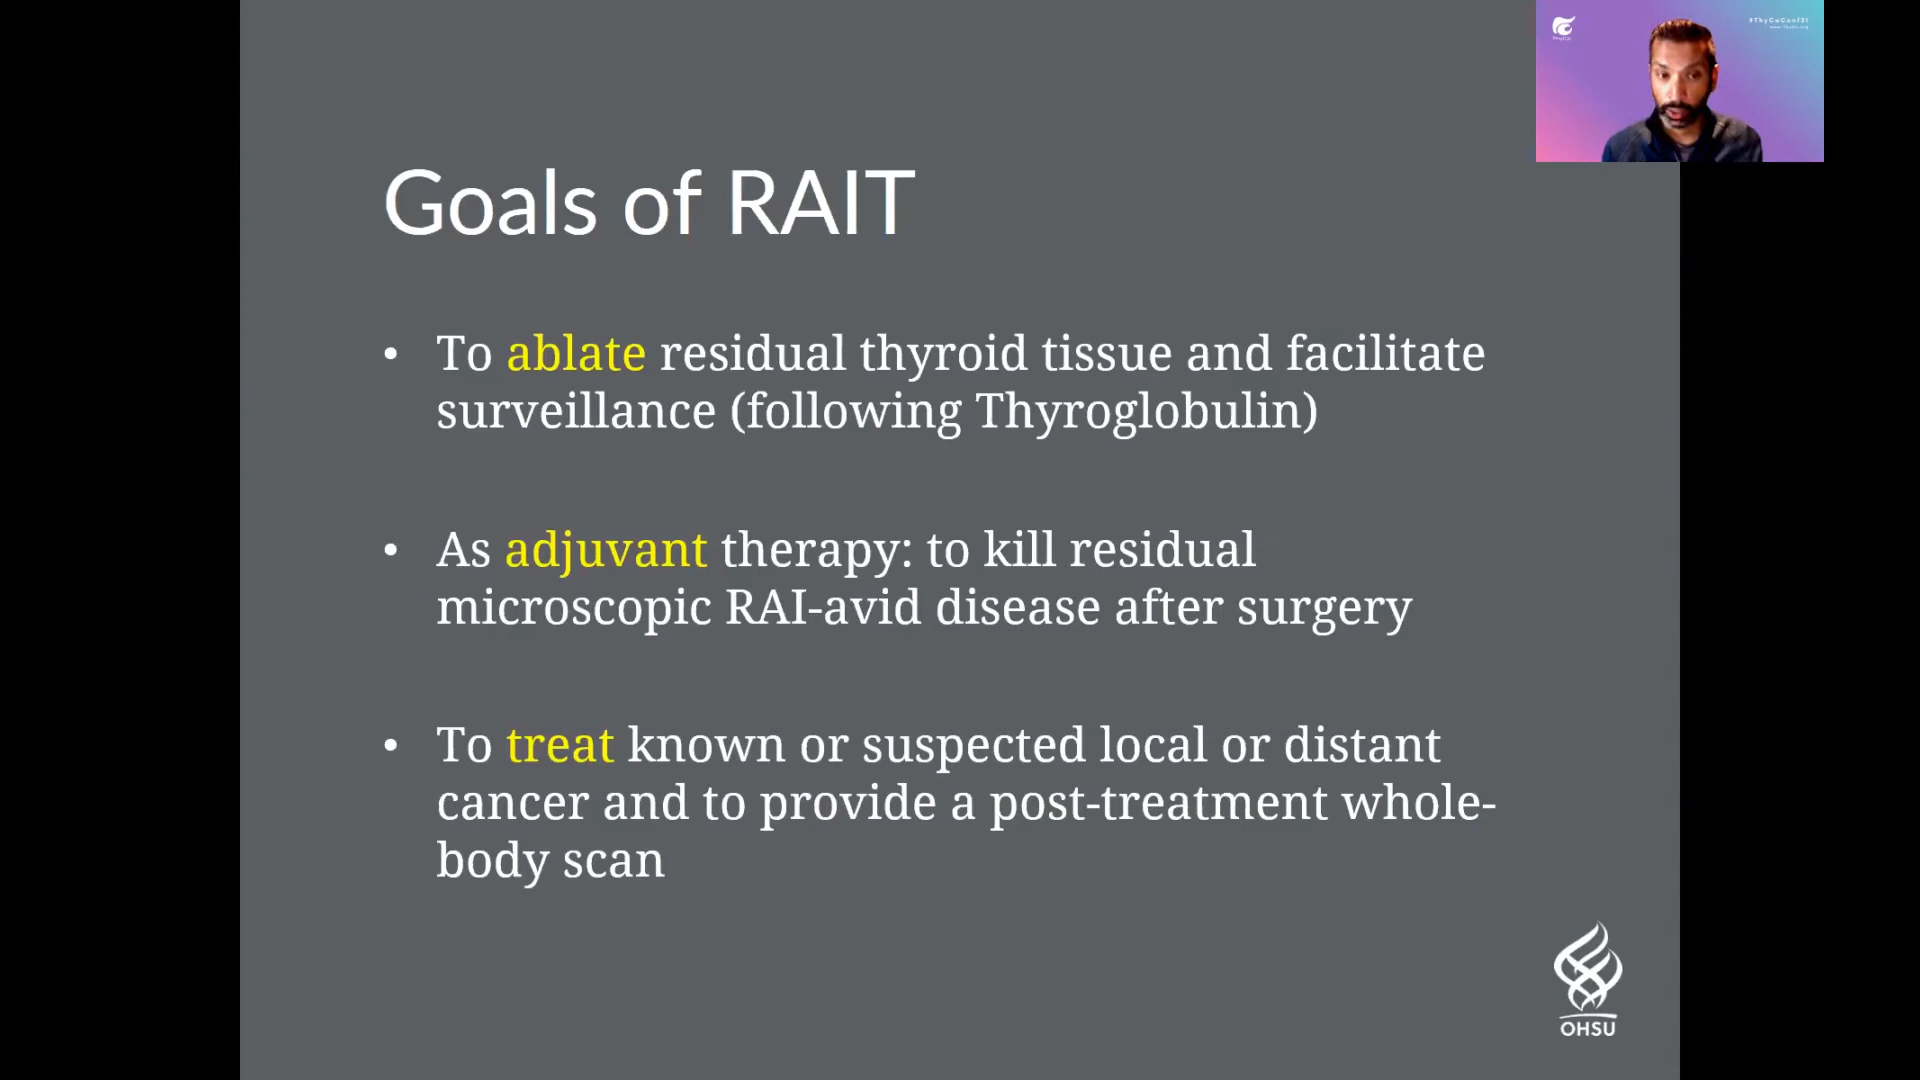 #ThyCaConf21
Goals of RAIT
• To ablate residual thyroid tissue and facilitate
surveillance (following Thyroglobulin)
• As adjuvant therapy: to kill residual
microscopic RAI-avid disease after surgery
• To treat known or suspected local or distant
cancer and to provide a post-treatment whole-
body scan
OHSU